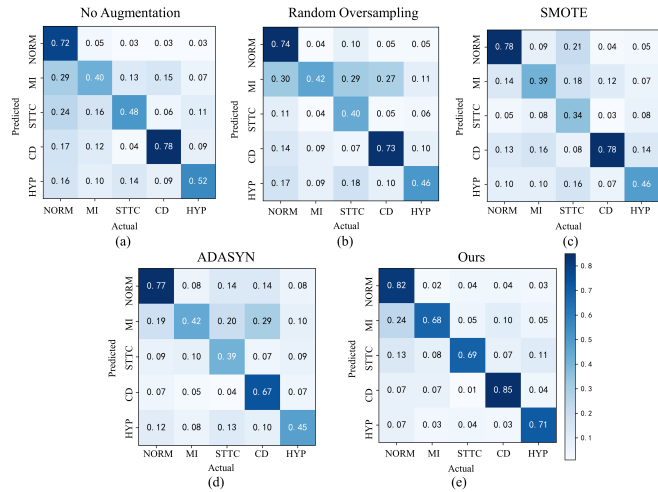 No Augmentation
NORM
0.72 0.05 0.03 0.03 0.03
MI
0.29 0.40 0.13 0.15 0.07
Predicted
STTC
0.24 0.16 0.48 0.06 0.11
CD
0.17 0.12 0.04 0.78 0.09
HYP
0.16 0.10 0.14 0.09 0.52
NORM MI STTC CD HYP
Actual
(a)
Random Oversampling
NORM
0.74 0.04 0.10 0.05 0.05
MI
0.30 0.42 0.29 0.27 0.11
Predicted
STTC
0.11 0.04 0.40 0.05 0.06
CD
0.14 0.09 0.07 0.73 0.10
HYP
0.17 0.09 0.18 0.10 0.46
NORM MI STTC CD HYP
Actual
(b)
SMOTE
NORM
0.78 0.09 0.21 0.04 0.05
MI
0.14 0.39 0.18 0.12 0.07
Predicted
STTC
0.05 0.08 0.34 0.03 0.08
CD
0.13 0.16 0.08 0.78 0.14
HYP
0.10 0.10 0.16 0.07 0.46
NORM MI STTC CD HYP
Actual
(c)
ADASYN
NORM
0.77 0.08 0.14 0.14 0.08
MI
0.19 0.42 0.20 0.29 0.10
Predicted
STTC
0.09 0.10 0.39 0.07 0.09
CD
0.07 0.05 0.04 0.67 0.06
HYP
0.12 0.08 0.13 0.10 0.45
NORM MI STTC CD HYP
Actual
(d)
Ours
NORM
0.82 0.02 0.04 0.04 0.03
MI
0.24 0.68 0.10 0.10 0.05
Predicted
STTC
0.13 0.08 0.69 0.07 0.11
CD
0.07 0.07 0.01 0.85 0.04
HYP
0.07 0.03 0.04 0.03 0.71
NORM MI STTC CD HYP
Actual
(e)
0.8
0.7
0.6
0.5
0.4
0.3
0.2
0.1